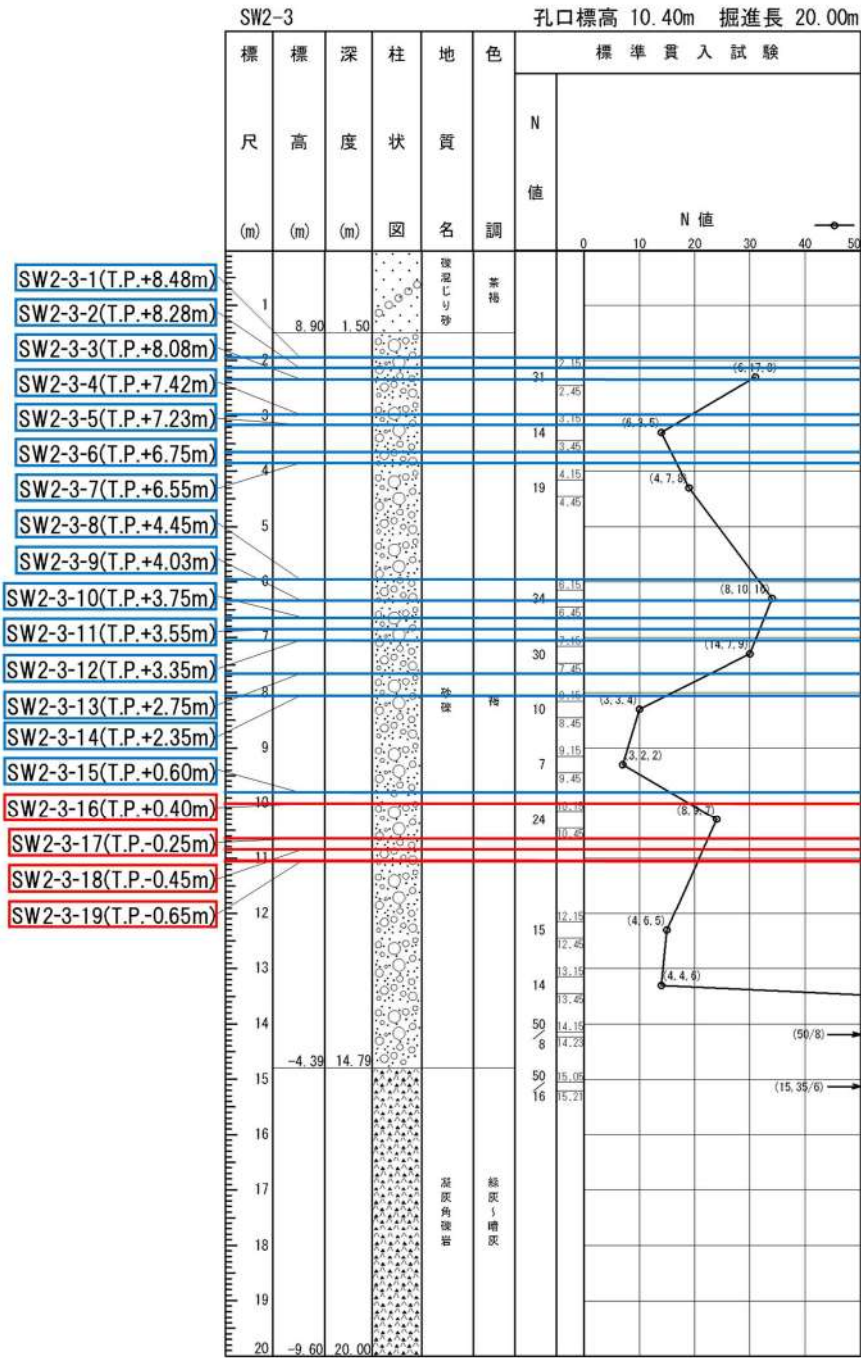 SW2-3 孔口標高 10.40m 掘進長 20.00m
標尺(m) 標高(m) 深度(m) 柱状図 地質名 色調 標準貫入試験
N値
N 値
0 10 20 30 40 50
SW2-3-1(T.P.+8.48m)
SW2-3-2(T.P.+8.28m)
SW2-3-3(T.P.+8.08m)
SW2-3-4(T.P.+7.42m)
SW2-3-5(T.P.+7.23m)
SW2-3-6(T.P.+6.75m)
SW2-3-7(T.P.+6.55m)
SW2-3-8(T.P.+4.45m)
SW2-3-9(T.P.+4.03m)
SW2-3-10(T.P.+3.75m)
SW2-3-11(T.P.+3.55m)
SW2-3-12(T.P.+3.35m)
SW2-3-13(T.P.+2.75m)
SW2-3-14(T.P.+2.35m)
SW2-3-15(T.P.+0.60m)
SW2-3-16(T.P.+0.40m)
SW2-3-17(T.P.-0.25m)
SW2-3-18(T.P.-0.45m)
SW2-3-19(T.P.-0.65m)
礫混じり砂 茶褐
1
8.90 1.50
2
31 2.15 2.45 (6,17,8)
3
14 3.15 3.45 (6,3,5)
4
19 4.15 4.45 (4,7,8)
5
6
34 6.15 6.45 (8,10,16)
7
30 7.15 7.45 (14,7,9)
8
砂礫 褐
10 8.15 8.45 (3,3,4)
9
7 9.15 9.45 (3,2,2)
10
24 10.15 10.45 (8,9,7)
11
12
15 12.15 12.45 (4,6,5)
13
14 13.15 13.45 (4,4,6)
14
50/8 14.15 14.23 (50/8)
-4.39 14.79
15
50/16 15.05 15.21 (15,35/6)
16
17
凝灰角礫岩 緑灰~暗灰
18
19
20 -9.60 20.00